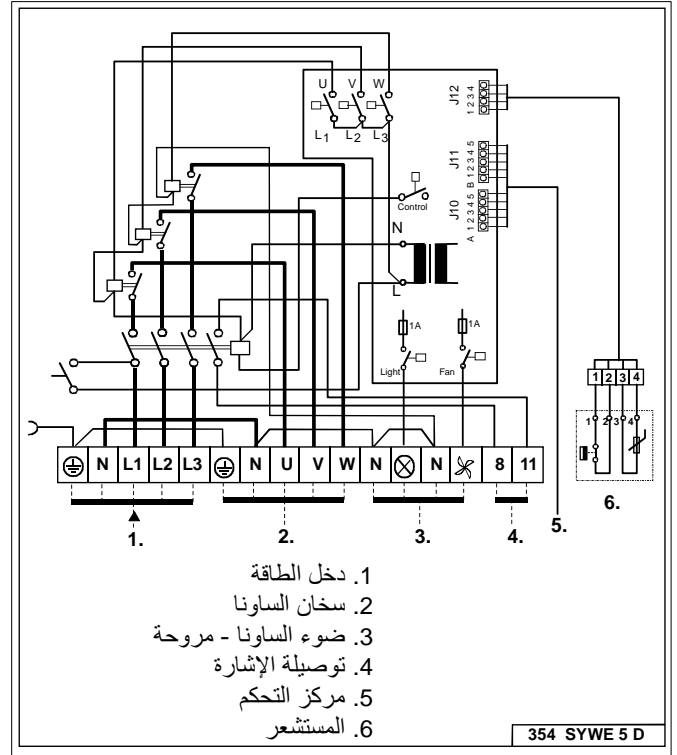 U V W
L1 L2 L3
J12
1 2 3 4
J11
B 1 2 3 4 5
J10
A 1 2 3 4 5
Control
N
L
1A 1A
Light Fan
1 2 3 4
1 2 3 4
N L1 L2 L3 N U V W N N 8 11
1. 2. 3. 4. 5. 6.
1. دخل الطاقة
2. سخان الساونا
3. ضوء الساونا - مروحة
4. توصيلة الإشارة
5. مركز التحكم
6. المستشعر
354 SYWE 5 D